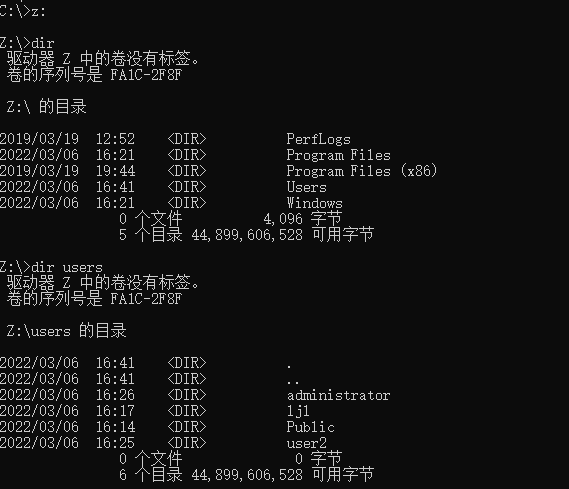 C:\>z:
Z:\>dir
驱动器 Z 中的卷没有标签。
卷的序列号是 FA1C-2F8F
Z:\ 的目录
2019/03/19  12:52    <DIR>          PerfLogs
2022/03/06  16:21    <DIR>          Program Files
2019/03/19  19:44    <DIR>          Program Files (x86)
2022/03/06  16:41    <DIR>          Users
2022/03/06  16:21    <DIR>          Windows
0 个文件          4,096 字节
5 个目录 44,899,606,528 可用字节
Z:\>dir users
驱动器 Z 中的卷没有标签。
卷的序列号是 FA1C-2F8F
Z:\users 的目录
2022/03/06  16:41    <DIR>          .
2022/03/06  16:41    <DIR>          ..
2022/03/06  16:26    <DIR>          administrator
2022/03/06  16:17    <DIR>          ljl
2022/03/06  16:14    <DIR>          Public
2022/03/06  16:25    <DIR>          user2
0 个文件              0 字节
6 个目录 44,899,606,528 可用字节